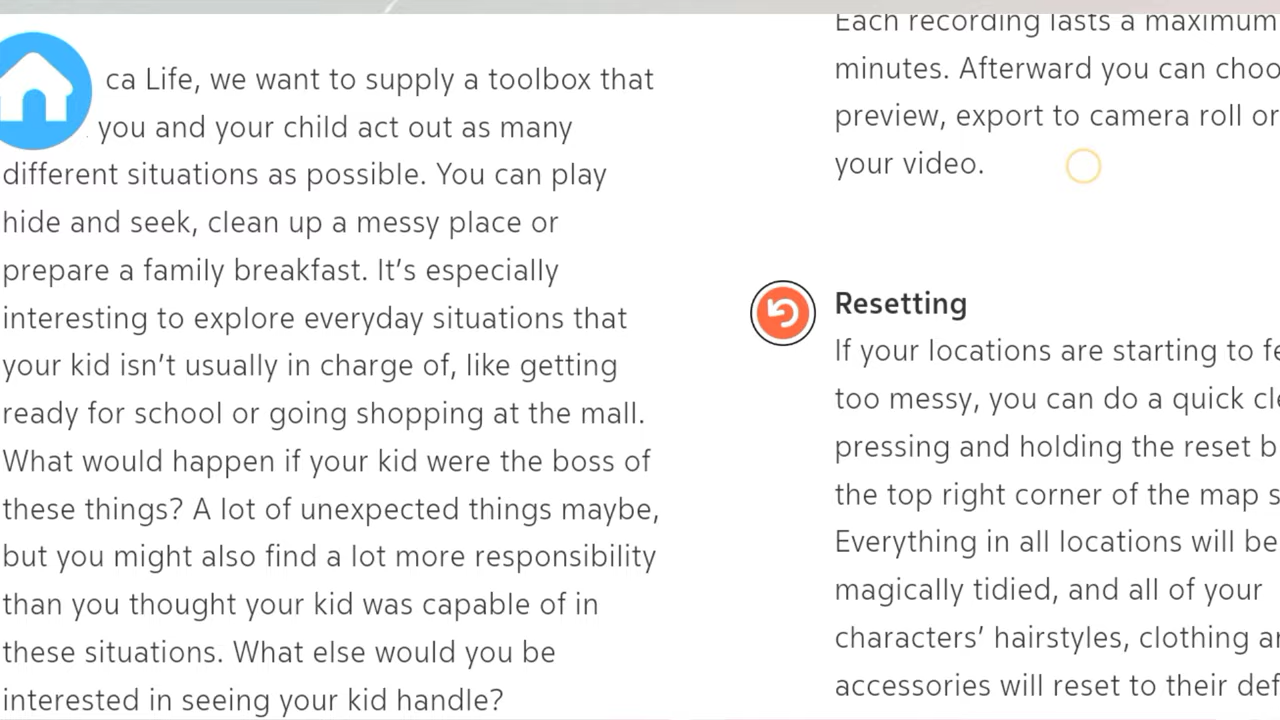 ca Life, we want to supply a toolbox that
you and your child act out as many
different situations as possible. You can play
hide and seek, clean up a messy place or
prepare a family breakfast. It's especially
interesting to explore everyday situations that
your kid isn't usually in charge of, like getting
ready for school or going shopping at the mall.
What would happen if your kid were the boss of
these things? A lot of unexpected things maybe,
but you might also find a lot more responsibility
than you thought your kid was capable of in
these situations. What else would you be
interested in seeing your kid handle?
Each recording lasts a maximum
minutes. Afterward you can choo
preview, export to camera roll or
your video.
Resetting
If your locations are starting to fe
too messy, you can do a quick cle
pressing and holding the reset b
the top right corner of the map s
Everything in all locations will be
magically tidied, and all of your
characters' hairstyles, clothing a
accessories will reset to their def